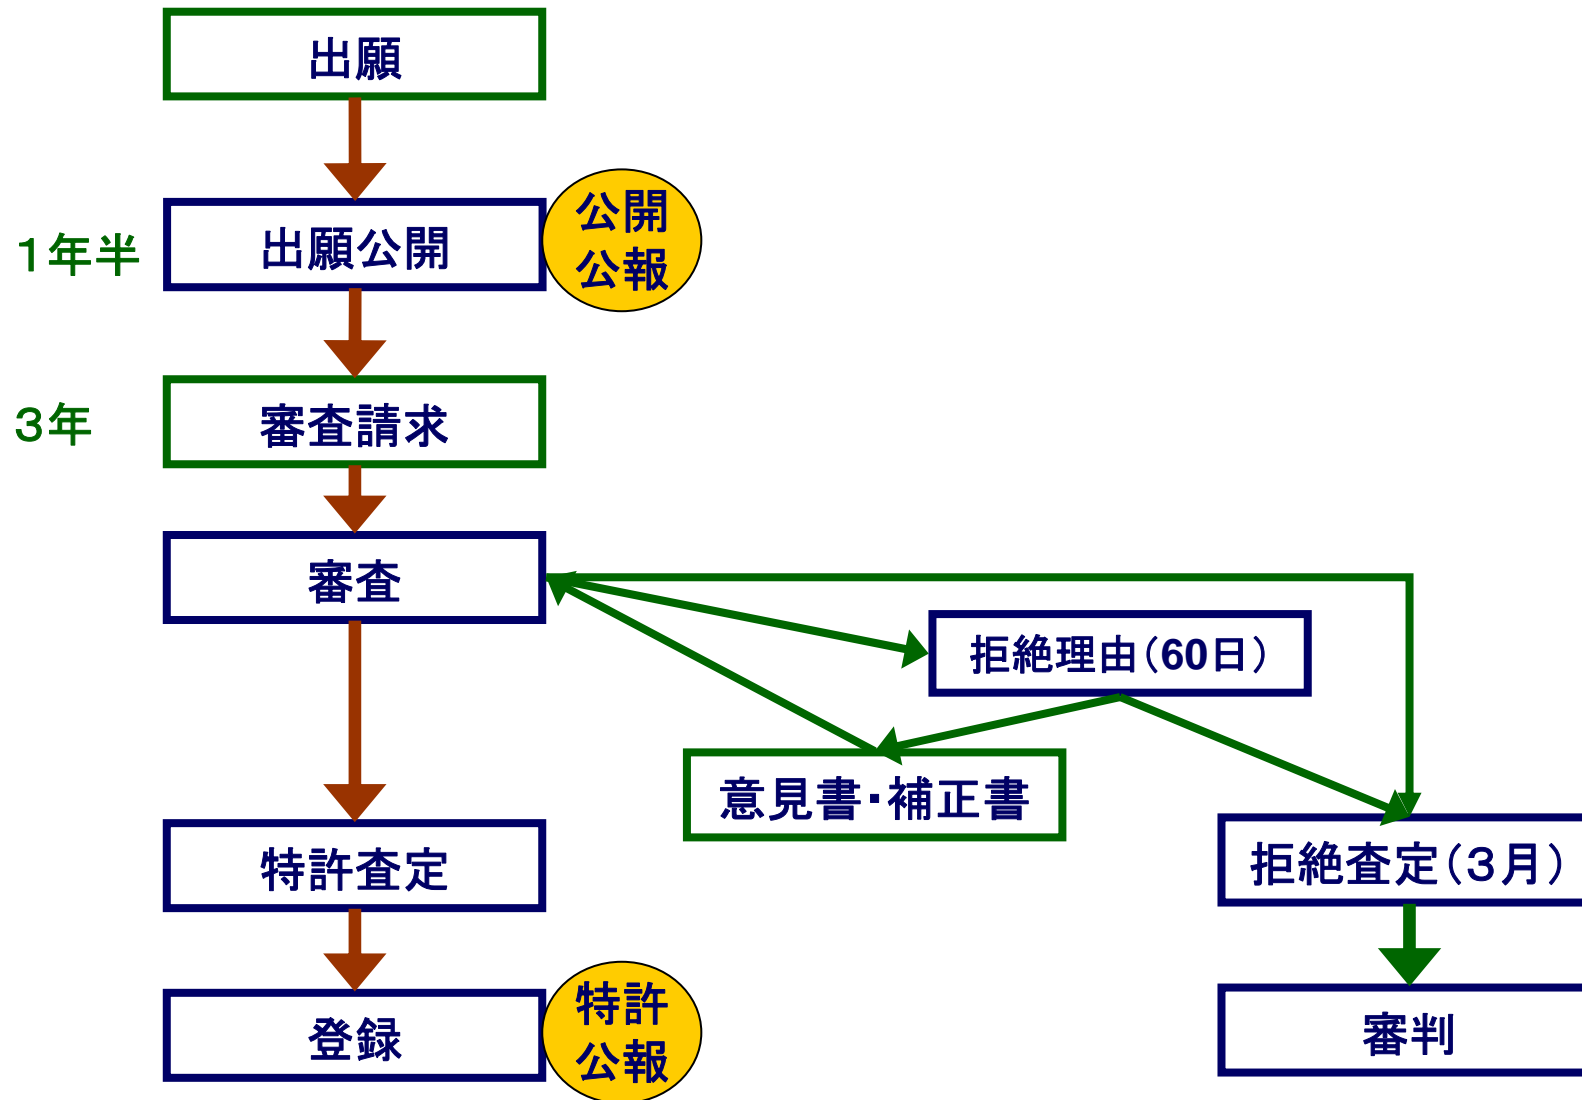 出願
出願公開
公開
公報
1年半
審査請求
3年
審査
拒絶理由(60日)
意見書・補正書
特許査定
拒絶査定(3月)
登録
特許
公報
審判